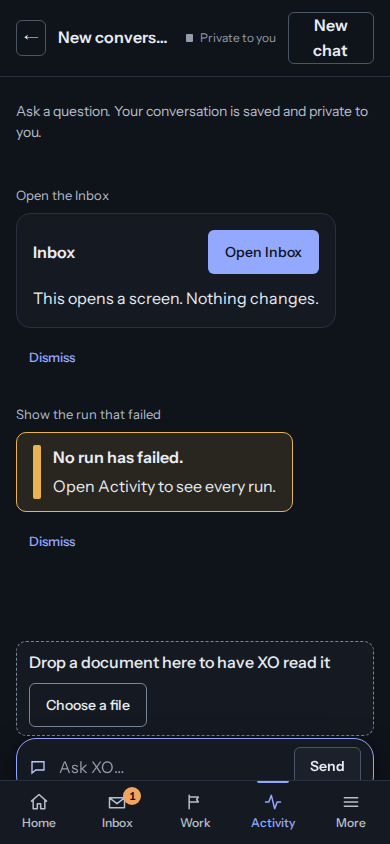 ← New convers... Private to you New chat
Ask a question. Your conversation is saved and private to
you.
Open the Inbox
Inbox Open Inbox
This opens a screen. Nothing changes.
Dismiss
Show the run that failed
No run has failed.
Open Activity to see every run.
Dismiss
Drop a document here to have XO read it
Choose a file
Ask XO... Send
1
Home Inbox Work Activity More